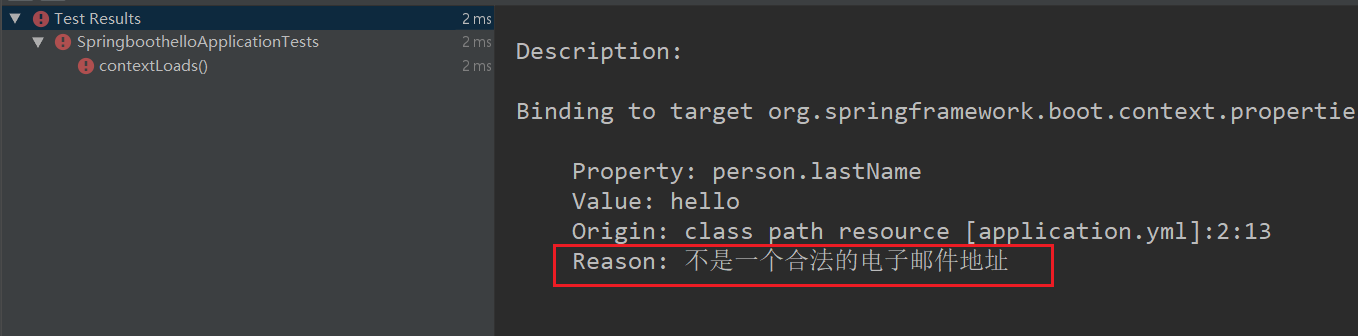 Test Results 2 ms
SpringboothelloApplicationTests 2 ms
contextLoads() 2 ms
Description:
Binding to target org.springframework.boot.context.propertie
Property: person.lastName
Value: hello
Origin: class path resource [application.yml]:2:13
Reason: 不是一个合法的电子邮件地址